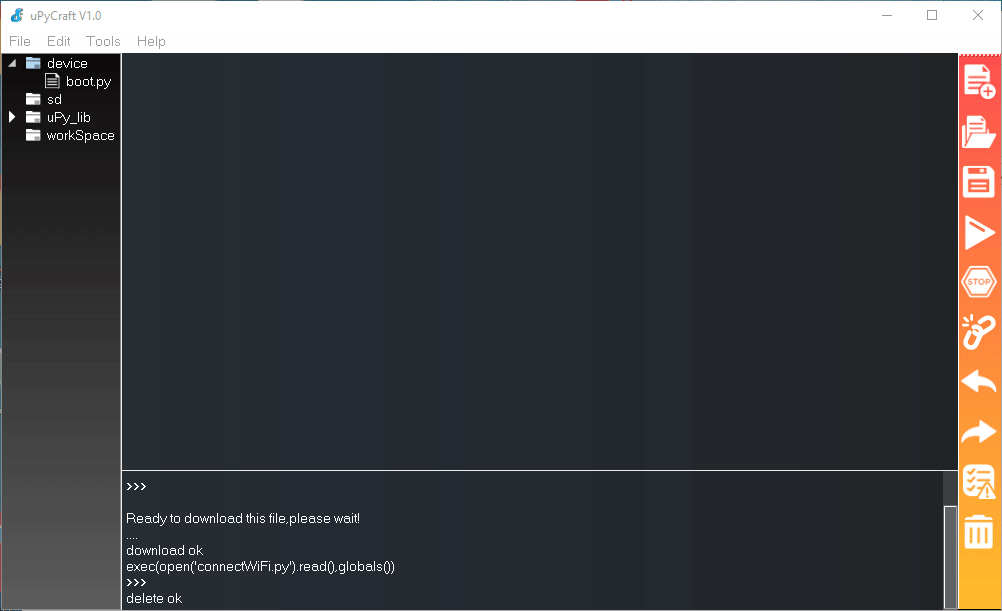 uPyCraft V1.0
File Edit Tools Help
device
boot.py
sd
uPy_lib
workSpace
STOP
>>>
Ready to download this file,please wait!
....
download ok
exec(open('connectWiFi.py').read(),globals())
>>>
delete ok